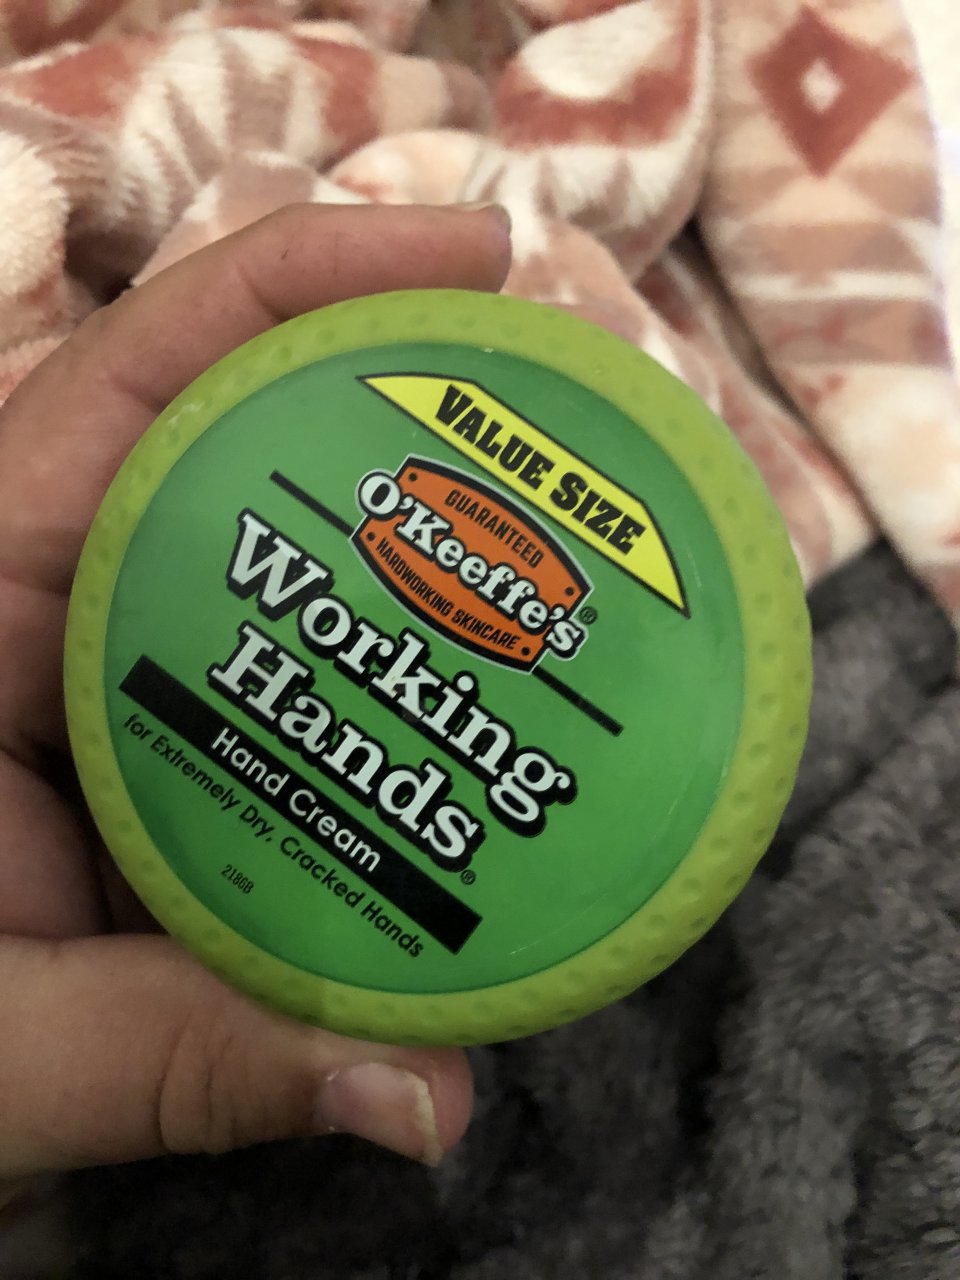 VALUE SIZE
GUARANTEED
O'Keeffe's®
HARDWORKING SKINCARE
Working
Hands®
Hand Cream
for Extremely Dry, Cracked Hands
2186B